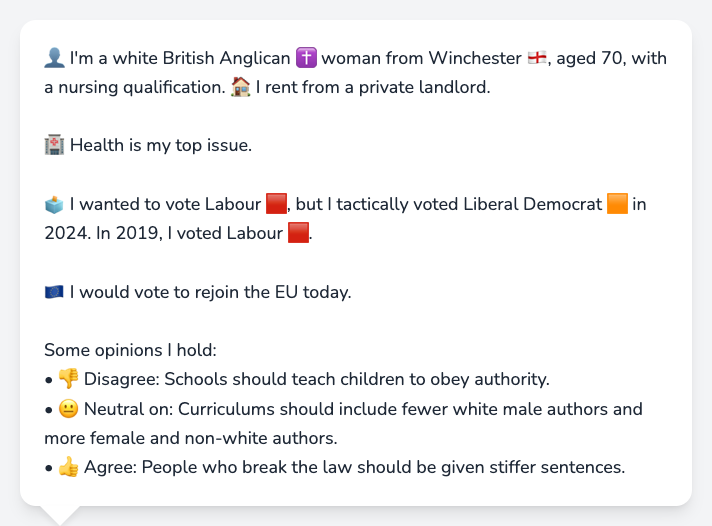 👤 I'm a white British Anglican ✝️ woman from Winchester 🏴󠁧󠁢󠁥󠁮󠁧󠁿, aged 70, with
a nursing qualification. 🏠 I rent from a private landlord.
🏥 Health is my top issue.
🗳️ I wanted to vote Labour 🟥, but I tactically voted Liberal Democrat 🟧 in
2024. In 2019, I voted Labour 🟥.
🇪🇺 I would vote to rejoin the EU today.
Some opinions I hold:
• 👎 Disagree: Schools should teach children to obey authority.
• 😐 Neutral on: Curriculums should include fewer white male authors and
more female and non-white authors.
• 👍 Agree: People who break the law should be given stiffer sentences.